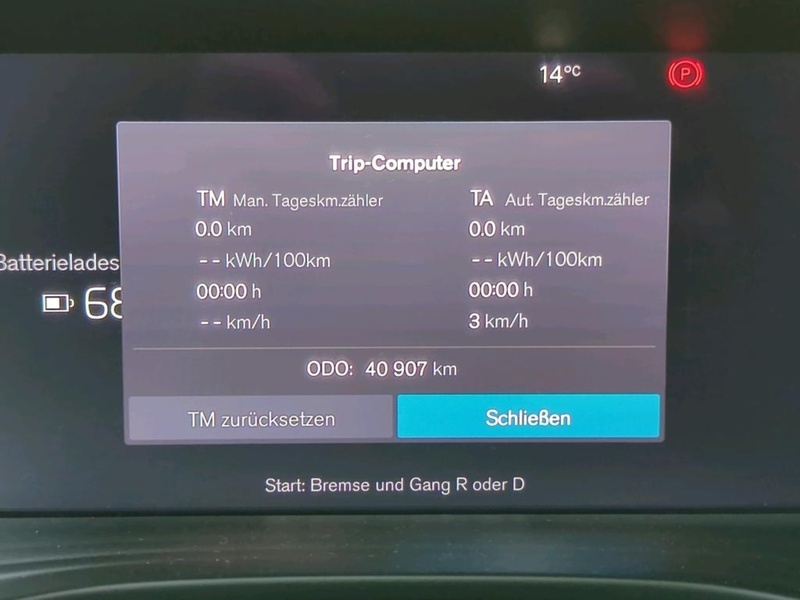 14°C
P
Trip-Computer
TM Man. Tageskm.zähler
0.0 km
-- kWh/100km
00:00 h
-- km/h
TA Aut. Tageskm.zähler
0.0 km
-- kWh/100km
00:00 h
3 km/h
ODO: 40 907 km
TM zurücksetzen
Schließen
Batterielades
68
Start: Bremse und Gang R oder D